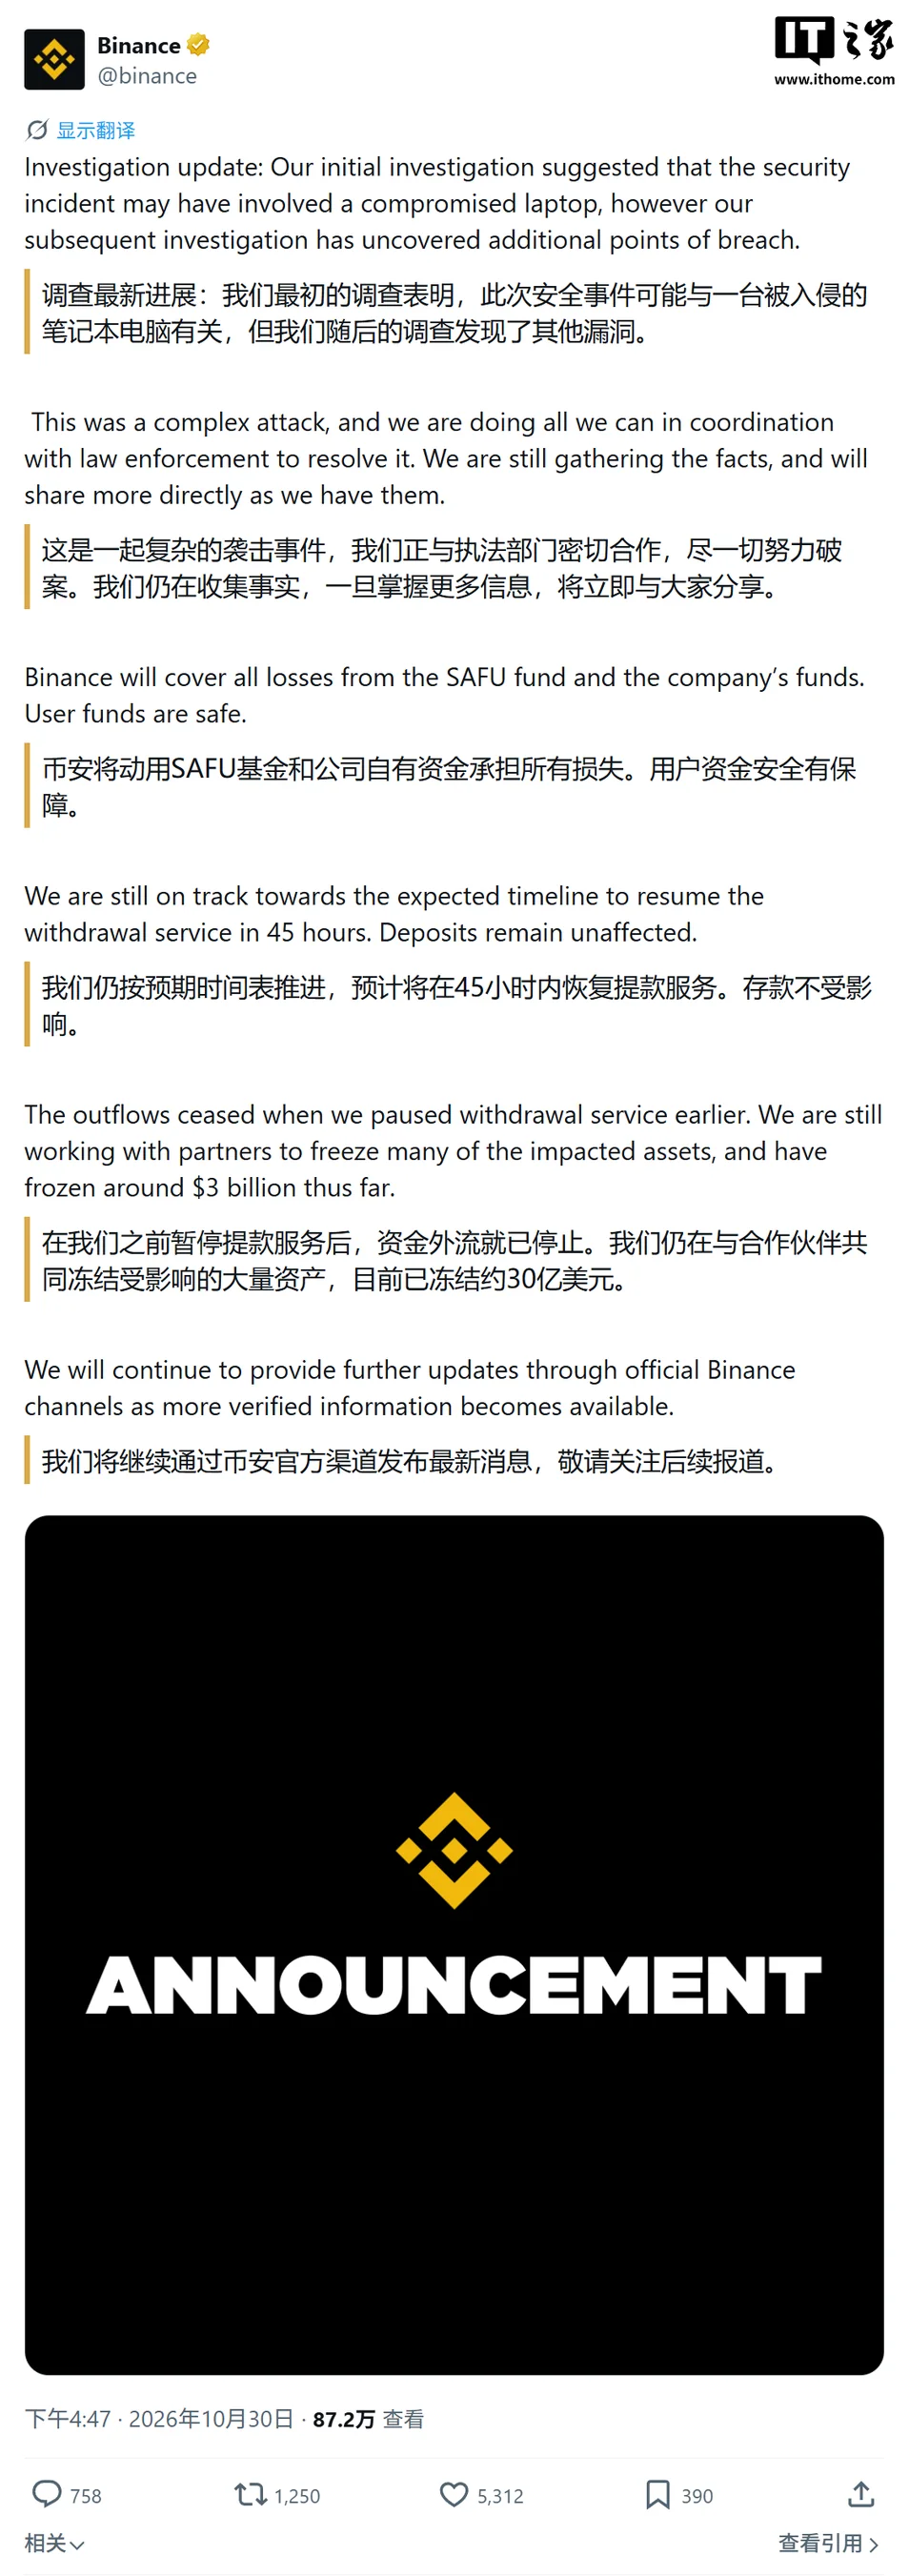 Binance
@binance
IT之家
www.ithome.com
显示翻译
Investigation update: Our initial investigation suggested that the security
incident may have involved a compromised laptop, however our
subsequent investigation has uncovered additional points of breach.
调查最新进展：我们最初的调查表明，此次安全事件可能与一台被入侵的
笔记本电脑有关，但我们随后的调查发现了其他漏洞。
This was a complex attack, and we are doing all we can in coordination
with law enforcement to resolve it. We are still gathering the facts, and will
share more directly as we have them.
这是一起复杂的袭击事件，我们正与执法部门密切合作，尽一切努力破
案。我们仍在收集事实，一旦掌握更多信息，将立即与大家分享。
Binance will cover all losses from the SAFU fund and the company’s funds.
User funds are safe.
币安将动用SAFU基金和公司自有资金承担所有损失。用户资金安全有保
障。
We are still on track towards the expected timeline to resume the
withdrawal service in 45 hours. Deposits remain unaffected.
我们仍按预期时间表推进，预计将在45小时内恢复提款服务。存款不受影
响。
The outflows ceased when we paused withdrawal service earlier. We are still
working with partners to freeze many of the impacted assets, and have
frozen around $3 billion thus far.
在我们之前暂停提款服务后，资金外流就已停止。我们仍在与合作伙伴共
同冻结受影响的大量资产，目前已冻结约30亿美元。
We will continue to provide further updates through official Binance
channels as more verified information becomes available.
我们将继续通过币安官方渠道发布最新消息，敬请关注后续报道。
ANNOUNCEMENT
下午4:47 · 2026年10月30日 · 87.2万 查看
758 1,250 5,312 390
相关 查看引用